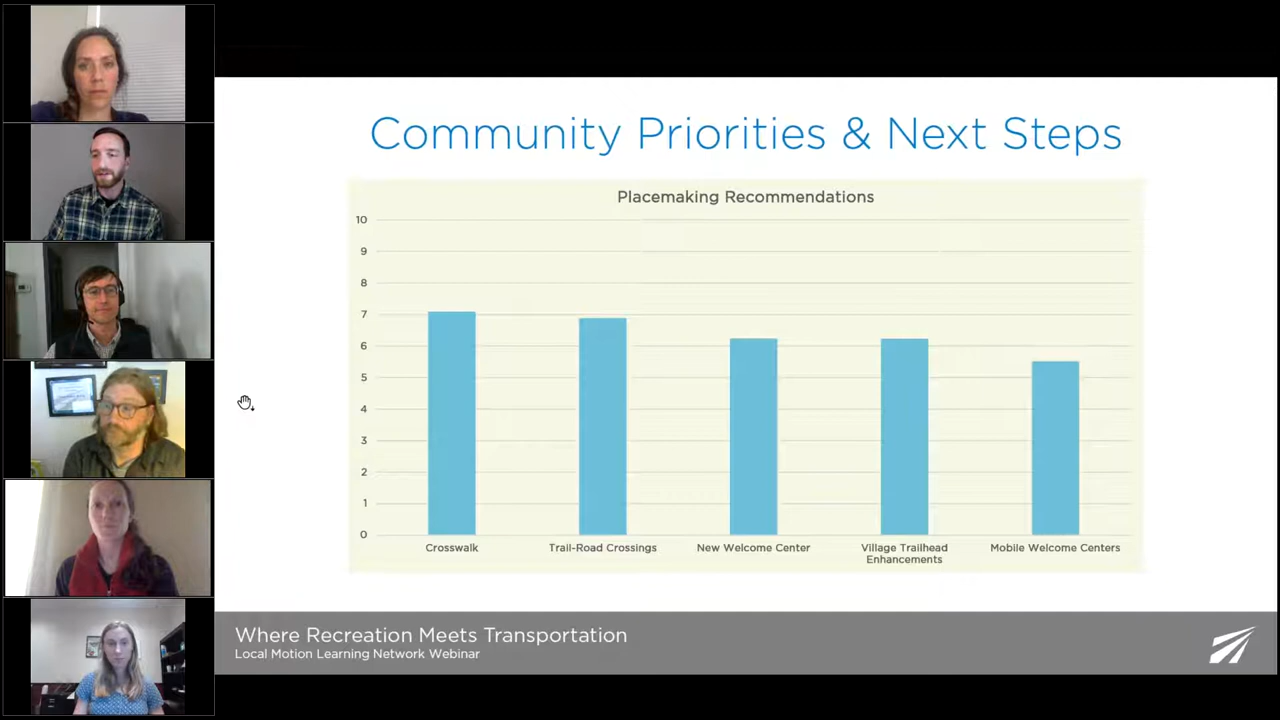 Community Priorities & Next Steps
Placemaking Recommendations
10
9
8
7
6
5
4
3
2
1
0
Crosswalk
Trail-Road Crossings
New Welcome Center
Village Trailhead
Enhancements
Mobile Welcome Centers
Where Recreation Meets Transportation
Local Motion Learning Network Webinar